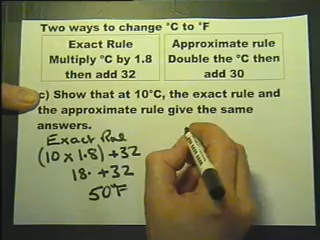 Two ways to change °C to °F
Exact Rule
Multiply °C by 1.8
then add 32
Approximate rule
Double the °C then
add 30
c) Show that at 10°C, the exact rule and
the approximate rule give the same
answers.
Exact Rule
(10 x 1.8) +32
18. +32
50°F